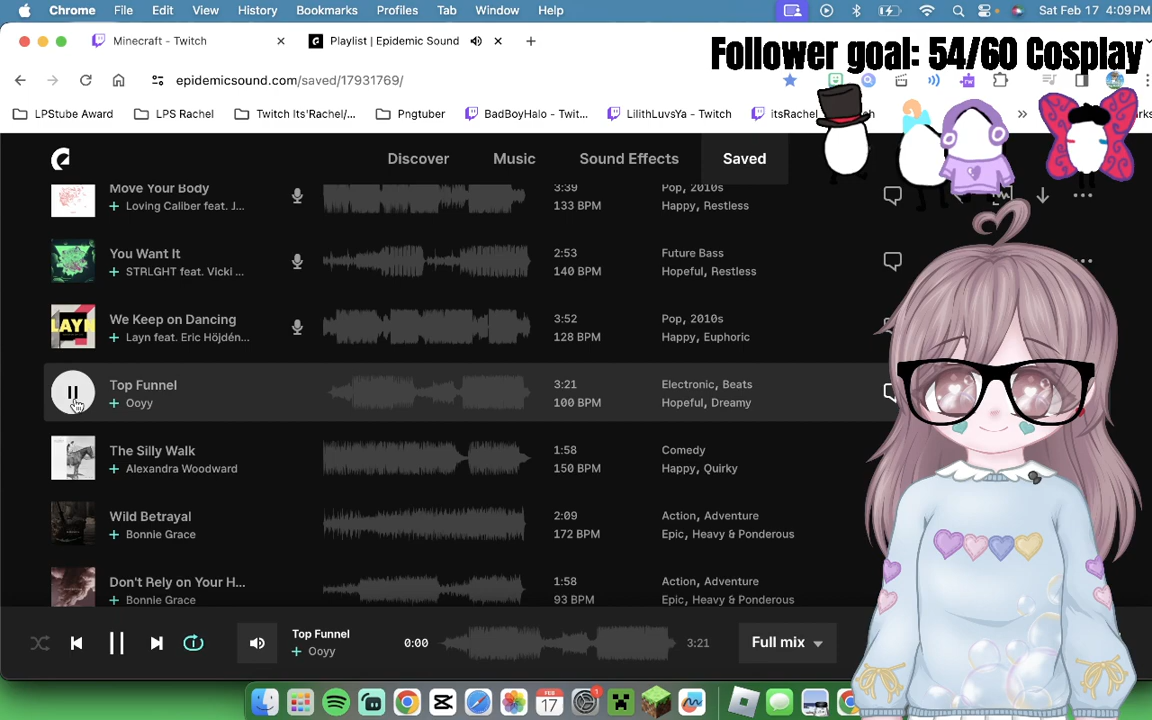 Chrome File Edit View History Bookmarks Profiles Tab Window Help Sat Feb 17 4:09PM
Minecraft - Twitch Playlist | Epidemic Sound
Follower goal: 54/60 Cosplay
epidemicsound.com/saved/17931769/
LPStube Award LPS Rachel Twitch Its'Rachel/... Pngtuber BadBoyHalo - Twit... LilithLuvsYa - Twitch itsRachel
Discover Music Sound Effects Saved
Move Your Body 3:39 Pop, 2010s
+ Loving Caliber feat. J... 133 BPM Happy, Restless
You Want It 2:53 Future Bass
+ STRLGHT feat. Vicki ... 140 BPM Hopeful, Restless
We Keep on Dancing 3:52 Pop, 2010s
+ Layn feat. Eric Höjdén... 128 BPM Happy, Euphoric
LAYN
Top Funnel 3:21 Electronic, Beats
+ Ooyy 100 BPM Hopeful, Dreamy
The Silly Walk 1:58 Comedy
+ Alexandra Woodward 150 BPM Happy, Quirky
Wild Betrayal 2:09 Action, Adventure
+ Bonnie Grace 172 BPM Epic, Heavy & Ponderous
Don't Rely on Your H... 1:58 Action, Adventure
+ Bonnie Grace 93 BPM Epic, Heavy & Ponderous
Top Funnel 0:00 3:21 Full mix
+ Ooyy
FEB
17
1